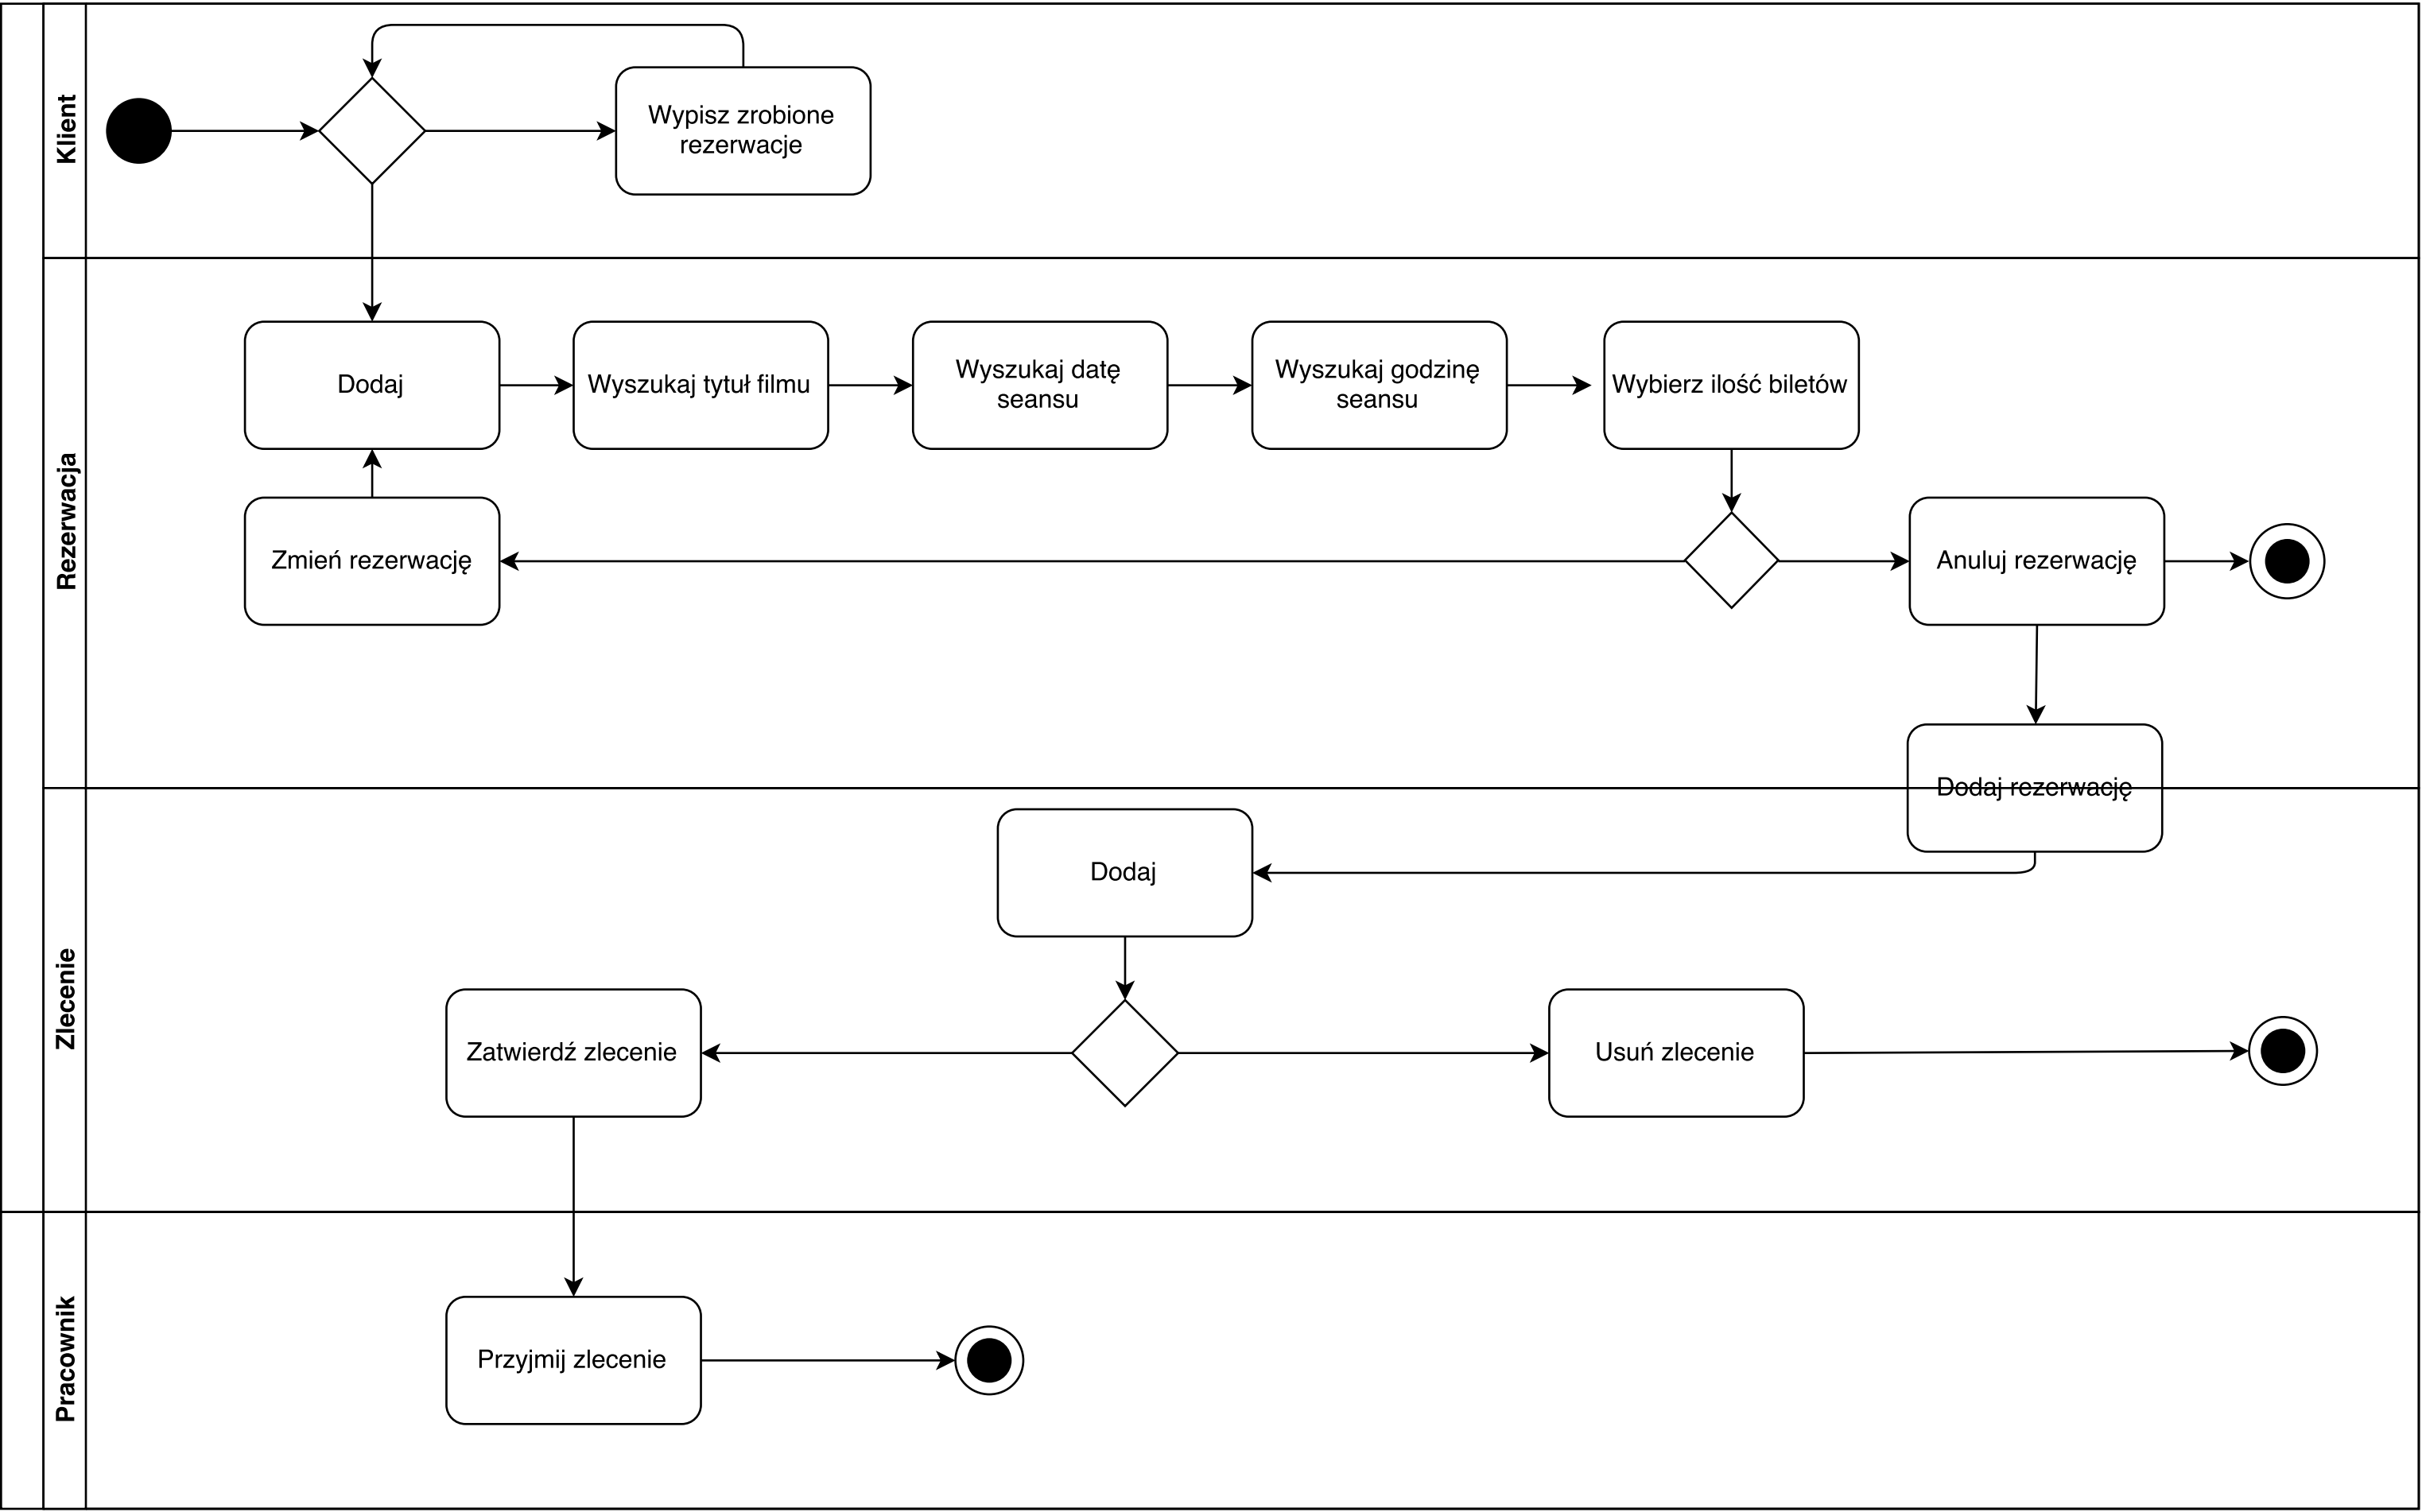 Klient
Wypisz zrobione
rezerwacje
Rezerwacja
Dodaj
Wyszukaj tytuł filmu
Wyszukaj datę
seansu
Wyszukaj godzinę
seansu
Wybierz ilość biletów
Zmień rezerwację
Anuluj rezerwację
Dodaj rezerwację
Zlecenie
Dodaj
Zatwierdź zlecenie
Usuń zlecenie
Pracownik
Przyjmij zlecenie